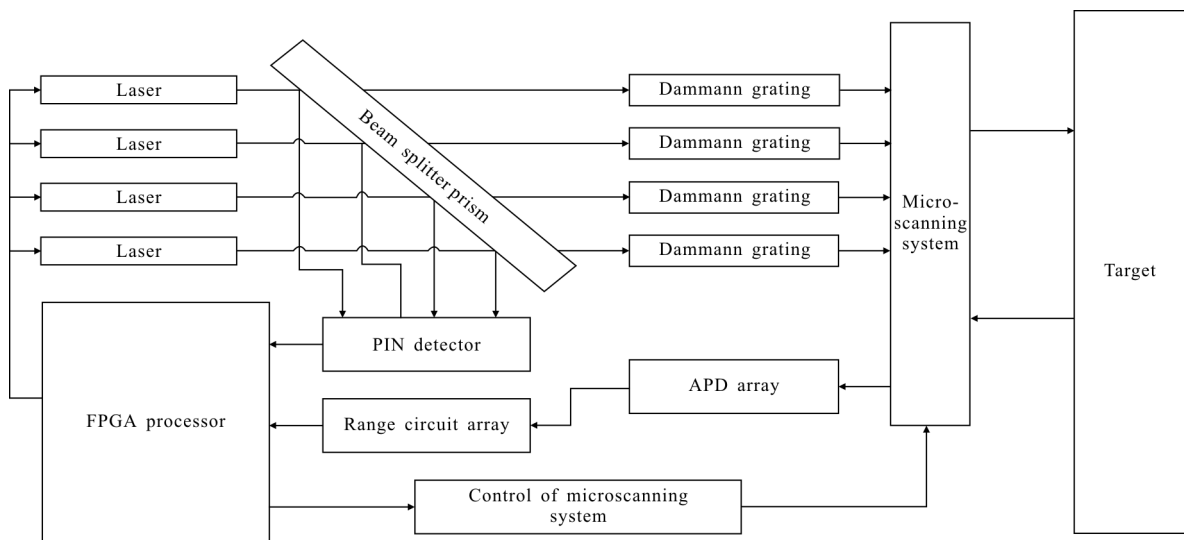 Laser
Dammann grating
Laser
Dammann grating
Laser
Dammann grating
Laser
Dammann grating
Beam splitter prism
Micro-
scanning
system
Target
PIN detector
APD array
FPGA processor
Range circuit array
Control of microscanning
system